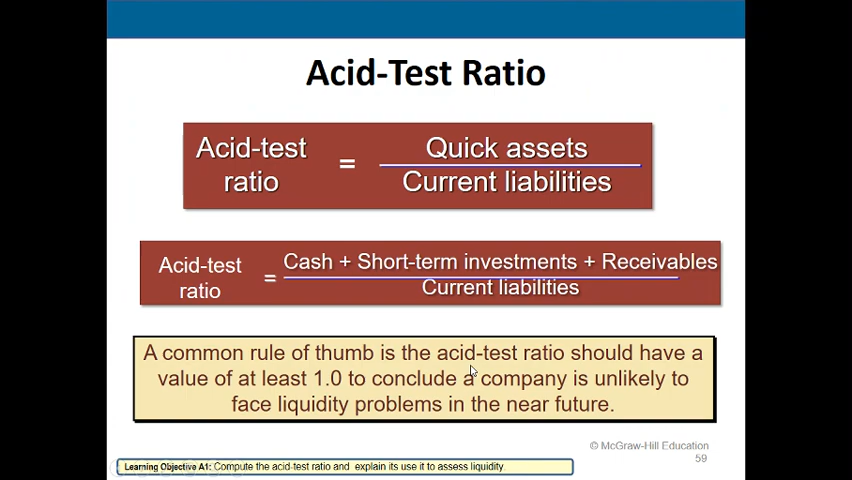 Acid-Test Ratio
Acid-test
ratio
=
Quick assets
Current liabilities
Acid-test
ratio
=
Cash + Short-term investments + Receivables
Current liabilities
A common rule of thumb is the acid-test ratio should have a
value of at least 1.0 to conclude a company is unlikely to
face liquidity problems in the near future.
© McGraw-Hill Education
59
Learning Objective A1: Compute the acid-test ratio and explain its use it to assess liquidity.